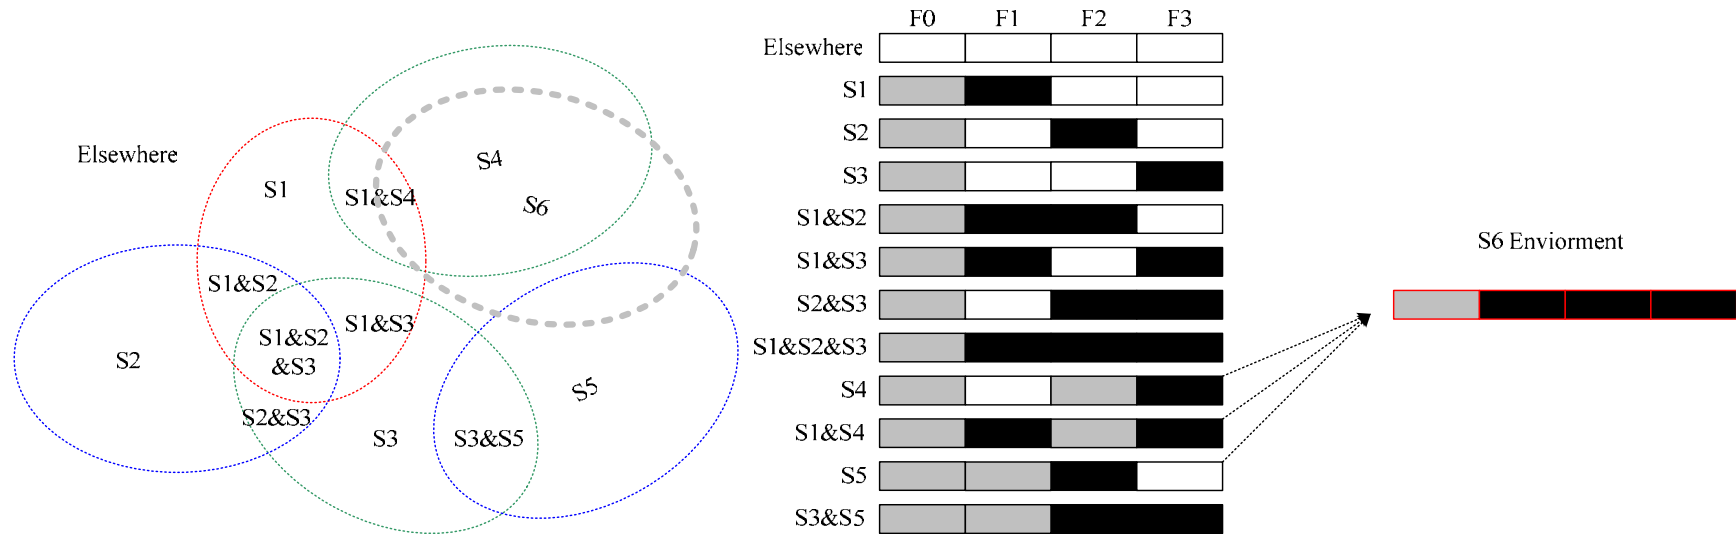 Elsewhere
S1
S4
S1&S4
S6
S1&S2
S1&S3
S1&S2
&S3
S2
S5
S2&S3
S3
S3&S5
F0 F1 F2 F3
Elsewhere
S1
S2
S3
S1&S2
S1&S3
S2&S3
S1&S2&S3
S4
S1&S4
S5
S3&S5
S6 Enviorment